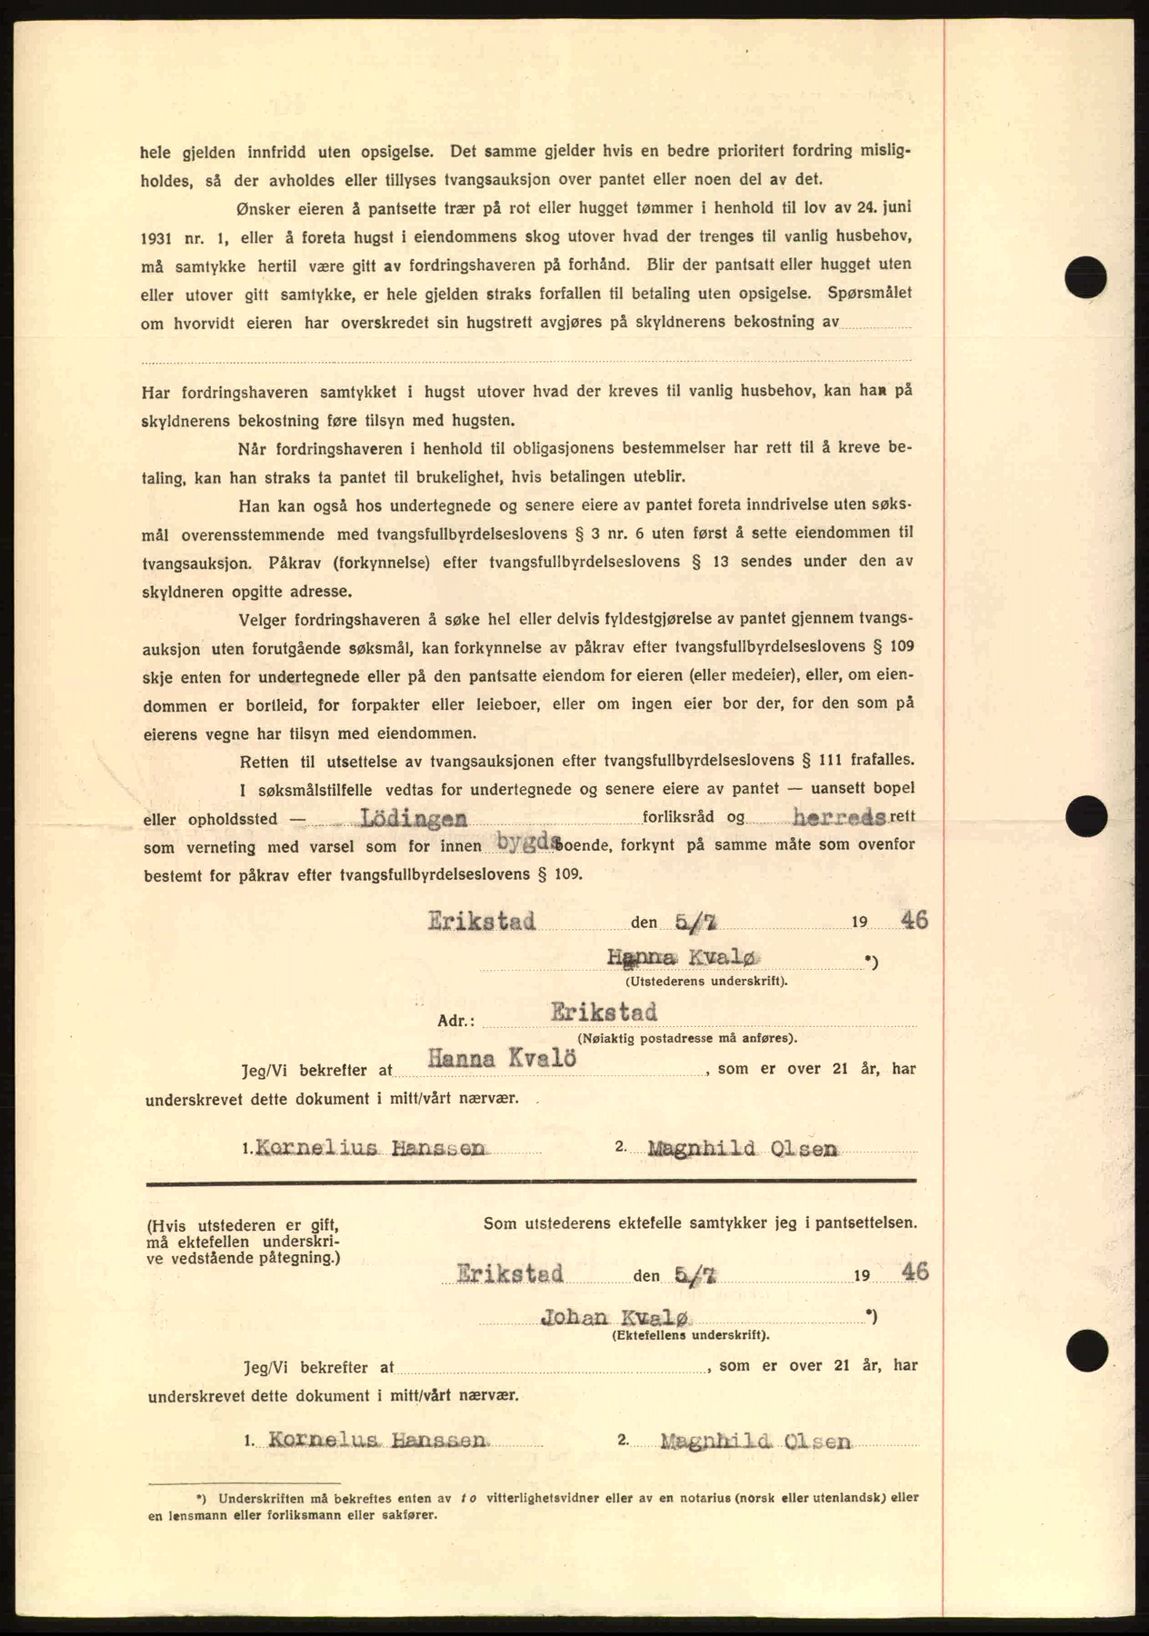 hele gjelden innfridd uten opsigelse. Det samme gjelder hvis en bedre prioritert fordring mislig-
holdes, så der avholdes eller tillyses tvangsauksjon over pantet eller noen del av det.
Ønsker eieren å pantsette trær på rot eller hugget tømmer i henhold til lov av 24. juni
1931 nr. 1, eller å foreta hugst i eiendommens skog utover hvad der trenges til vanlig husbehov,
må samtykke hertil være gitt av fordringshaveren på forhånd. Blir der pantsatt eller hugget uten
eller utover gitt samtykke, er hele gjelden straks forfallen til betaling uten opsigelse. Spørsmålet
om hvorvidt eieren har overskredet sin hugstrett avgjøres på skyldnerens bekostning av
Har fordringshaveren samtykket i hugst utover hvad der kreves til vanlig husbehov, kan han på
skyldnerens bekostning føre tilsyn med hugsten.
Når fordringshaveren i henhold til obligasjonens bestemmelser har rett til å kreve be-
taling, kan han straks ta pantet til brukelighet, hvis betalingen uteblir.
Han kan også hos undertegnede og senere eiere av pantet foreta inndrivelse uten søks-
mål overensstemmende med tvangsfullbyrdelseslovens § 3 nr. 6 uten først å sette eiendommen til
tvangsauksjon. Påkrav (forkynnelse) efter tvangsfullbyrdelseslovens § 13 sendes under den av
skyldneren opgitte adresse.
Velger fordringshaveren å søke hel eller delvis fyldestgjørelse av pantet gjennem tvangs-
auksjon uten forutgående søksmål, kan forkynnelse av påkrav efter tvangsfullbyrdelseslovens § 109
skje enten for undertegnede eller på den pantsatte eiendom for eieren (eller medeier), eller, om eien-
dommen er bortleid, for forpakter eller leieboer, eller om ingen eier bor der, for den som på
eierens vegne har tilsyn med eiendommen.
Retten til utsettelse av tvangsauksjonen efter tvangsfullbyrdelseslovens § 111 frafalles.
I søksmålstilfelle vedtas for undertegnede og senere eiere av pantet — uansett bopel
eller opholdssted — Lödingen forliksråd og herreds rett
som verneting med varsel som for innen bygds boende, forkynt på samme måte som ovenfor
bestemt for påkrav efter tvangsfullbyrdelseslovens § 109.
Erikstad den 5/7 19 46
Hanna Kvalø *)
(Utstederens underskrift).
Adr.: Erikstad
(Nøiaktig postadresse må anføres).
Jeg/Vi bekrefter at Hanna Kvalö, som er over 21 år, har
underskrevet dette dokument i mitt/vårt nærvær.
1. Kornelius Hanssen 2. Magnhild Olsen
(Hvis utstederen er gift, Som utstederens ektefelle samtykker jeg i pantsettelsen.
må ektefellen underskri-
ve vedstående påtegning.)
Erikstad den 5/7 19 46
Johan Kvalø *)
(Ektefellens underskrift).
Jeg/Vi bekrefter at , som er over 21 år, har
underskrevet dette dokument i mitt/vårt nærvær.
1. Kornelus Hanssen 2. Magnhild Olsen
*) Underskriften må bekreftes enten av to vitterlighetsvidner eller av en notarius (norsk eller utenlandsk) eller
en lensmann eller forliksmann eller sakfører.